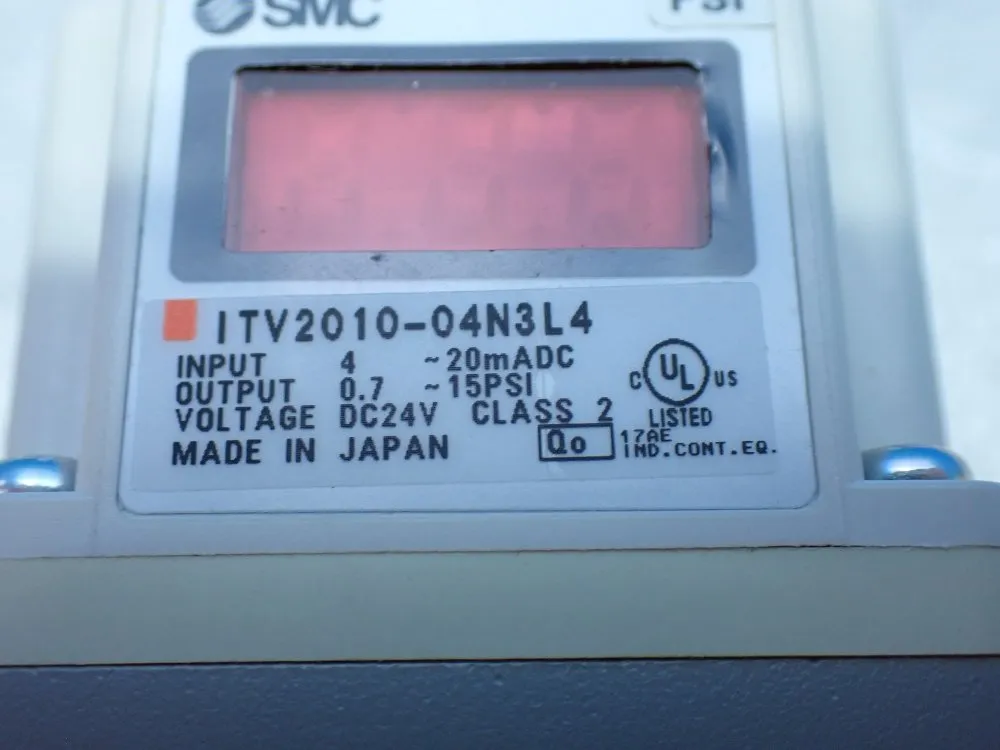 SMC
PSI
ITV2010-04N3L4
INPUT 4 ~20mADC
OUTPUT 0.7 ~15PSI
VOLTAGE DC24V CLASS 2
MADE IN JAPAN
Qo
C UL US
LISTED
17AE
IND.CONT.EQ.